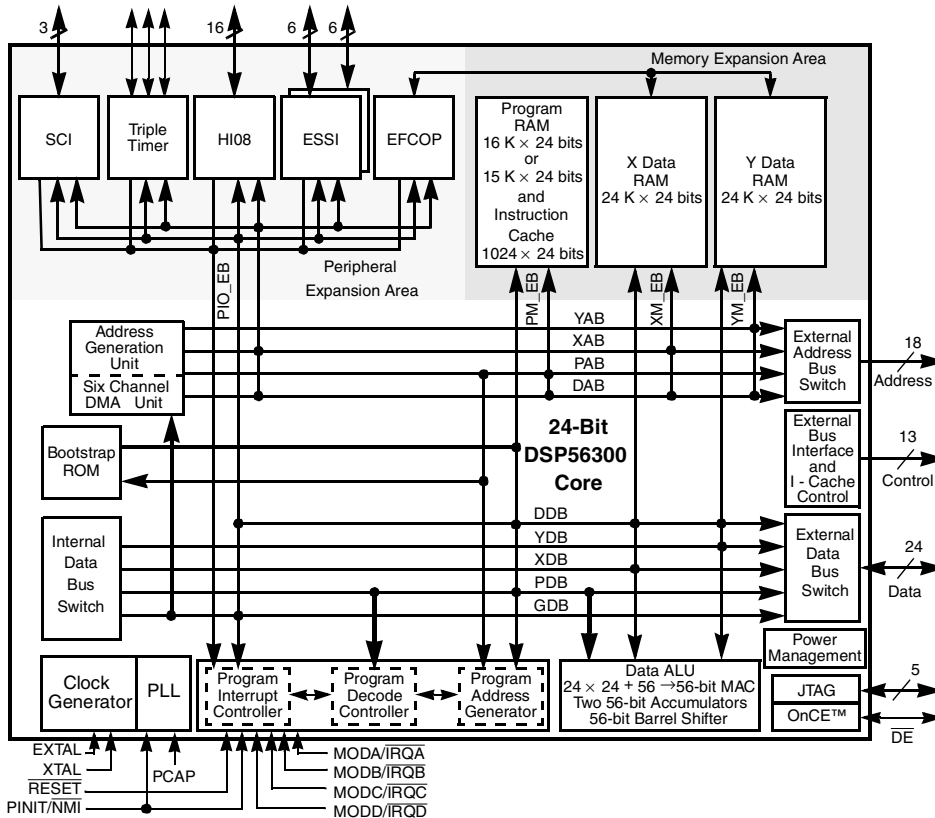 3
16
6
6
Memory Expansion Area
SCI
Triple
Timer
HI08
ESSI
EFCOP
Program
RAM
16 K × 24 bits
or
15 K × 24 bits
and
Instruction
Cache
1024 × 24 bits
X Data
RAM
24 K × 24 bits
Y Data
RAM
24 K × 24 bits
Peripheral
Expansion Area
PIO_EB
PM_EB
XM_EB
YM_EB
Address
Generation
Unit
Six Channel
DMA Unit
YAB
XAB
PAB
DAB
External
Address
Bus
Switch
18
Address
Bootstrap
ROM
24-Bit
DSP56300
Core
External
Bus
Interface
and
I - Cache
Control
13
Control
Internal
Data
Bus
Switch
DDB
YDB
XDB
PDB
GDB
External
Data
Bus
Switch
24
Data
Power
Management
Clock
Generator
PLL
Program
Interrupt
Controller
Program
Decode
Controller
Program
Address
Generator
Data ALU
24 × 24 + 56 →56-bit MAC
Two 56-bit Accumulators
56-bit Barrel Shifter
JTAG
OnCE™
5
DE
EXTAL
XTAL
RESET
PINIT/NMI
PCAP
MODA/IRQA
MODB/IRQB
MODC/IRQC
MODD/IRQD